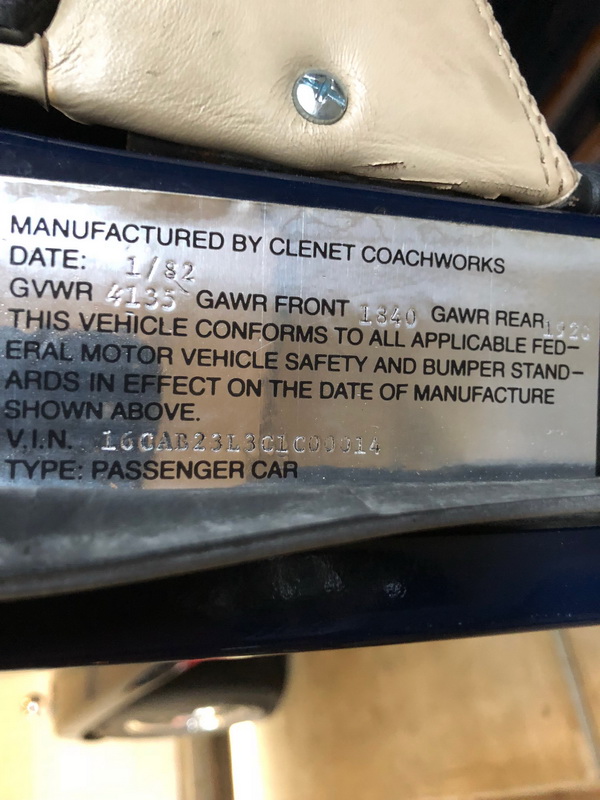 MANUFACTURED BY CLENET COACHWORKS
DATE: 1/82
GVWR 4135 GAWR FRONT 1840 GAWR REAR
THIS VEHICLE CONFORMS TO ALL APPLICABLE FED-
ERAL MOTOR VEHICLE SAFETY AND BUMPER STAND-
ARDS IN EFFECT ON THE DATE OF MANUFACTURE
SHOWN ABOVE.
V.I.N.
TYPE: PASSENGER CAR